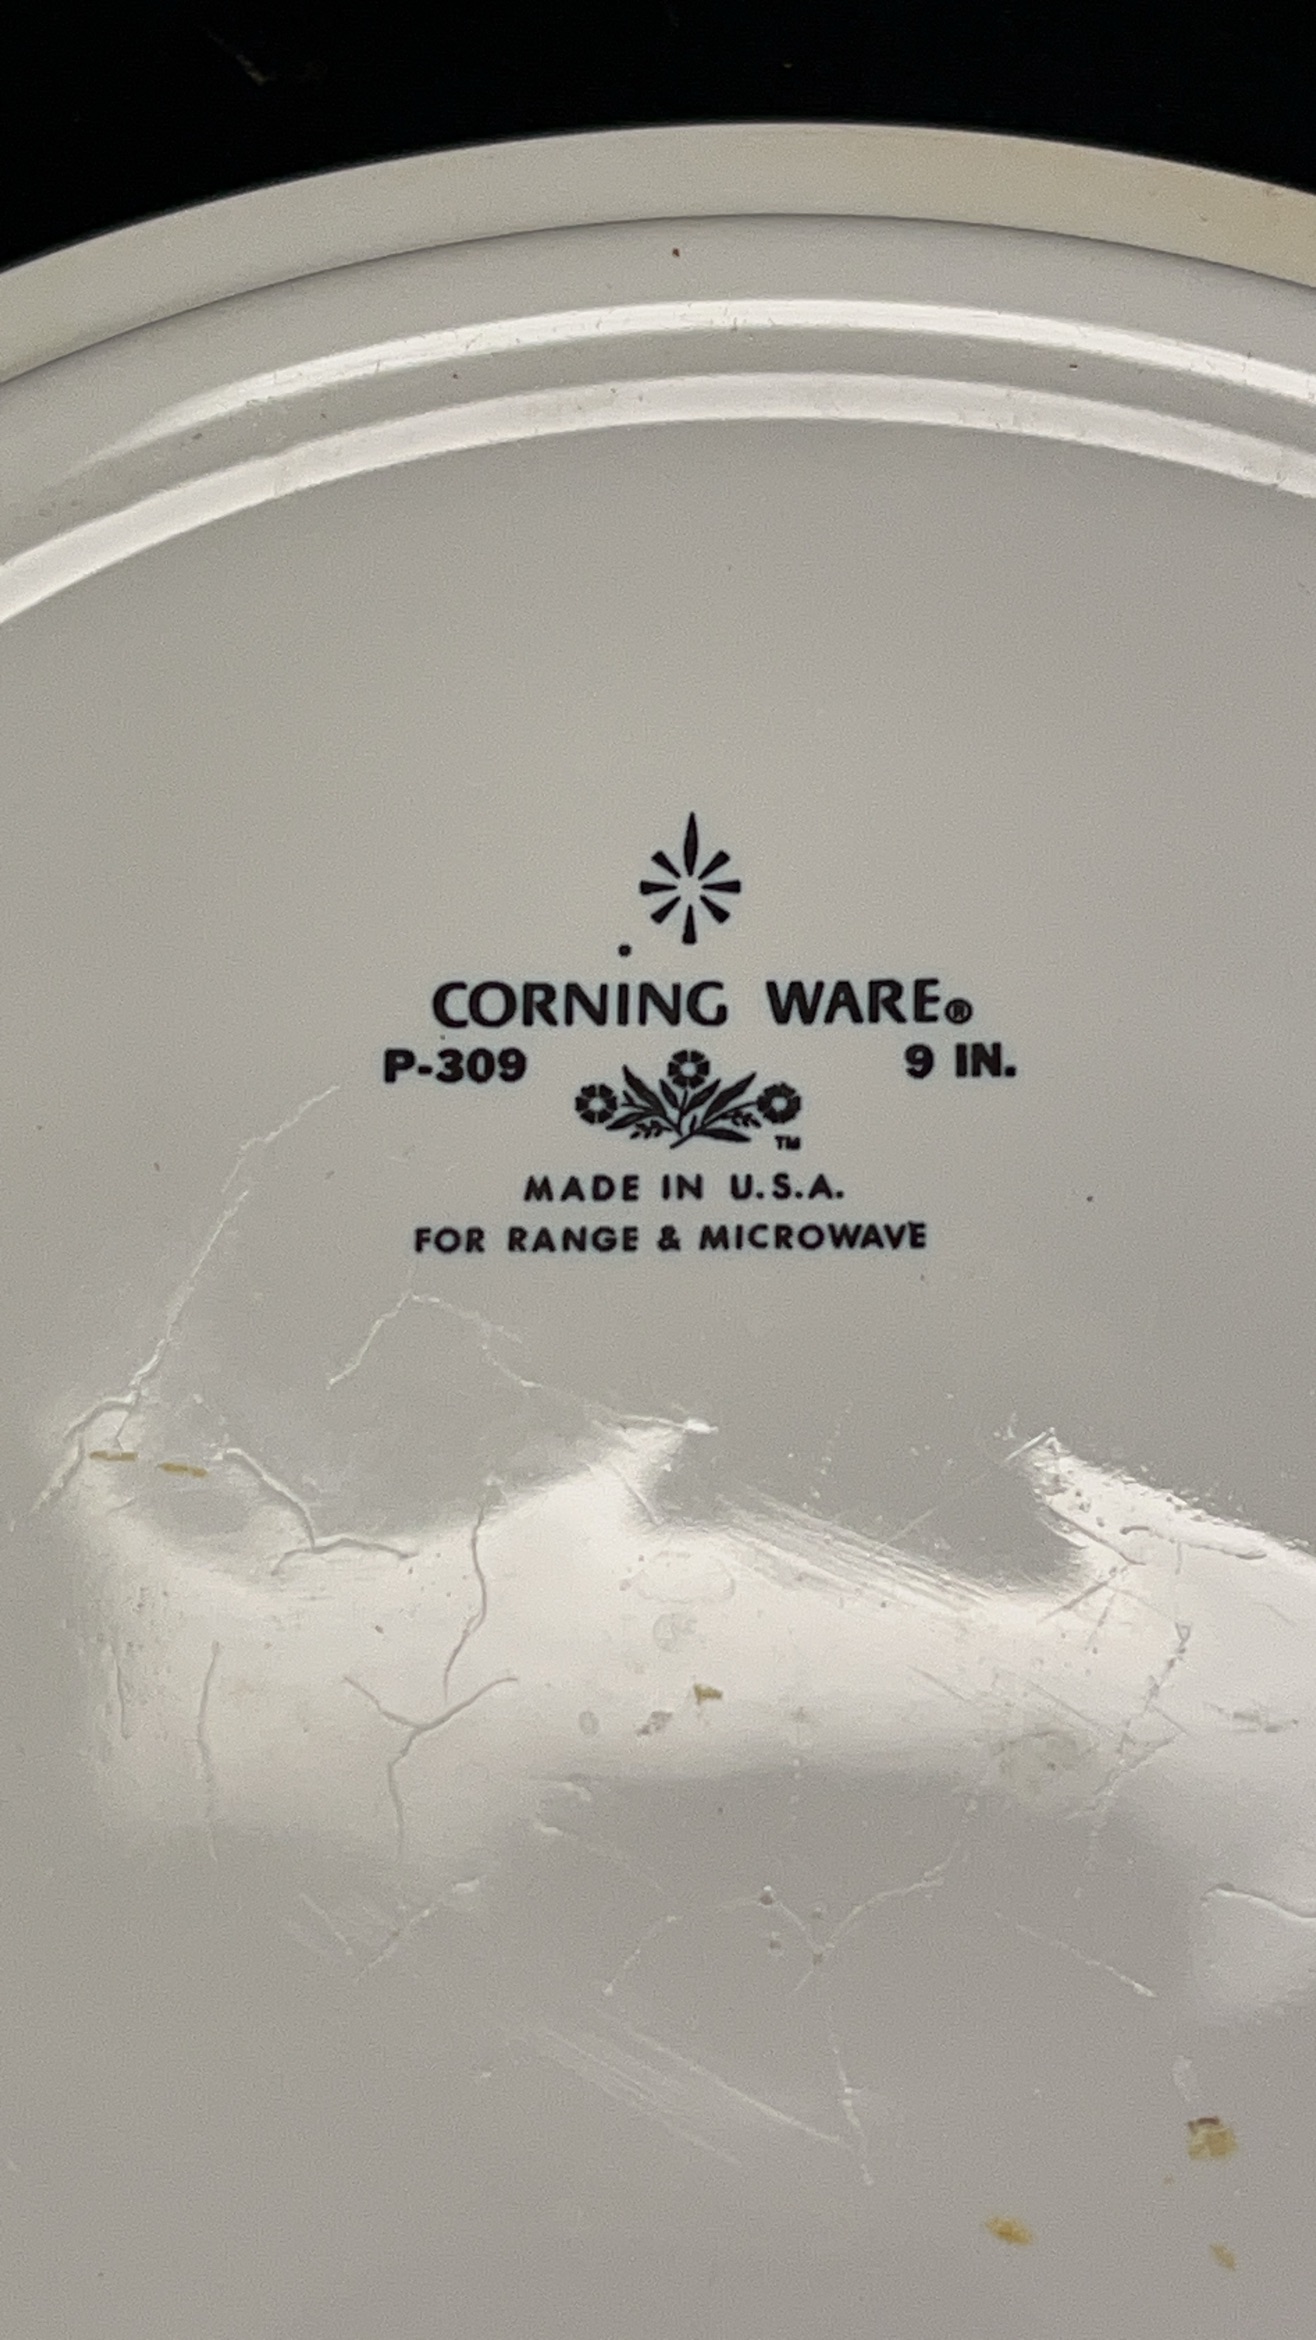 CORNING WARE®
P-309 9 IN.
TM
MADE IN U.S.A.
FOR RANGE & MICROWAVE